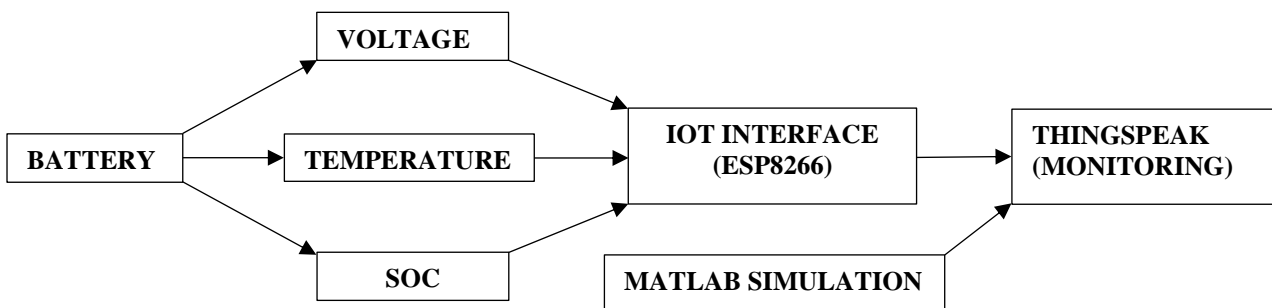 VOLTAGE
BATTERY
TEMPERATURE
SOC
IOT INTERFACE
(ESP8266)
THINGSPEAK
(MONITORING)
MATLAB SIMULATION